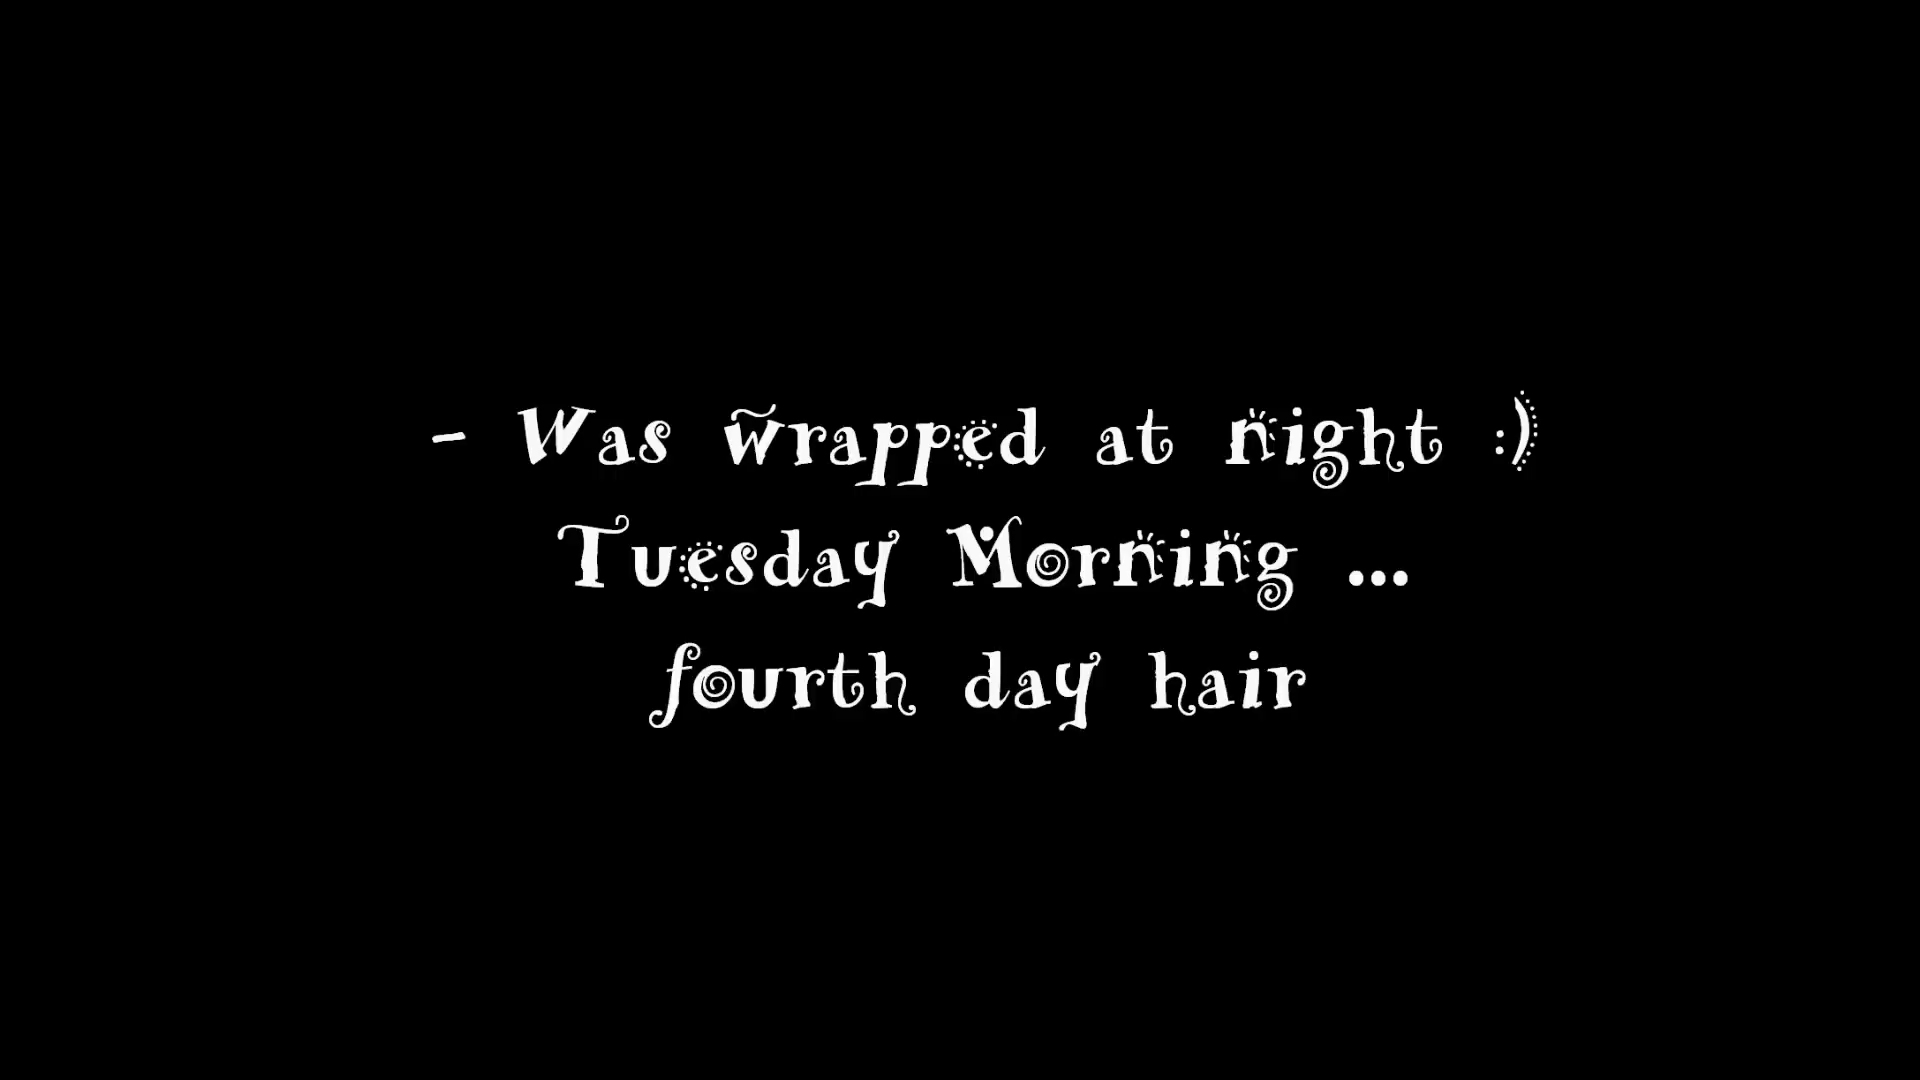 - Was wrapped at night :)
Tuesday Morning ...
fourth day hair